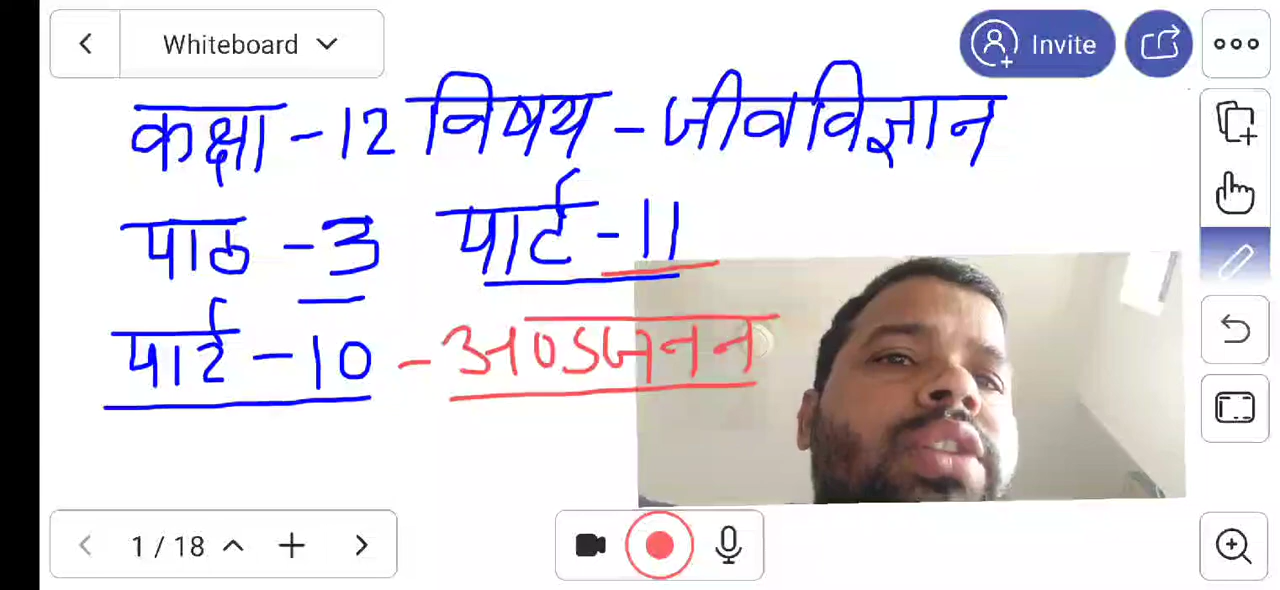 Whiteboard
Invite
कक्षा - 12 विषय - जीवविज्ञान
पाठ - 3 पार्ट - 11
पार्ट - 10 - अण्डजनन
1 / 18